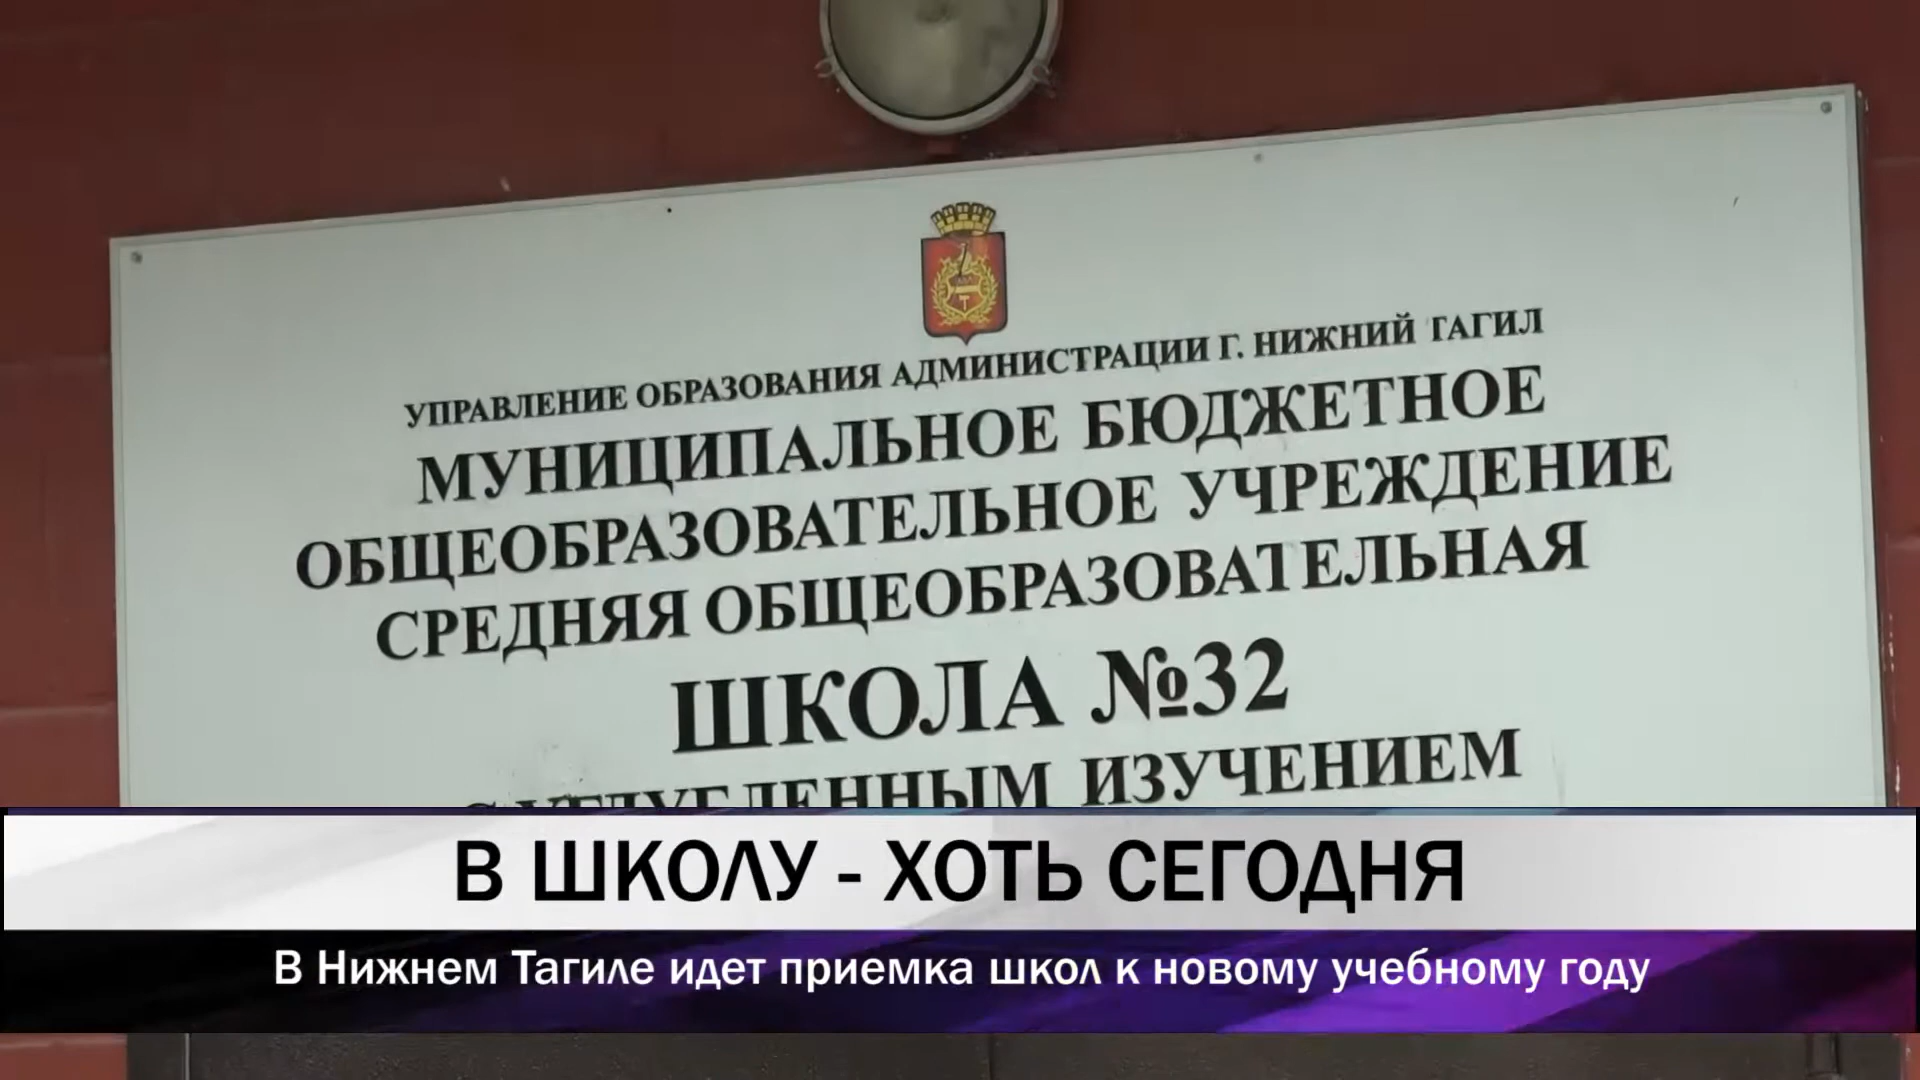 УПРАВЛЕНИЕ ОБРАЗОВАНИЯ АДМИНИСТРАЦИИ Г. НИЖНИЙ ТАГИЛ
МУНИЦИПАЛЬНОЕ БЮДЖЕТНОЕ
ОБЩЕОБРАЗОВАТЕЛЬНОЕ УЧРЕЖДЕНИЕ
СРЕДНЯЯ ОБЩЕОБРАЗОВАТЕЛЬНАЯ
ШКОЛА №32
С УГЛУБЛЕННЫМ ИЗУЧЕНИЕМ
В ШКОЛУ - ХОТЬ СЕГОДНЯ
В Нижнем Тагиле идет приемка школ к новому учебному году